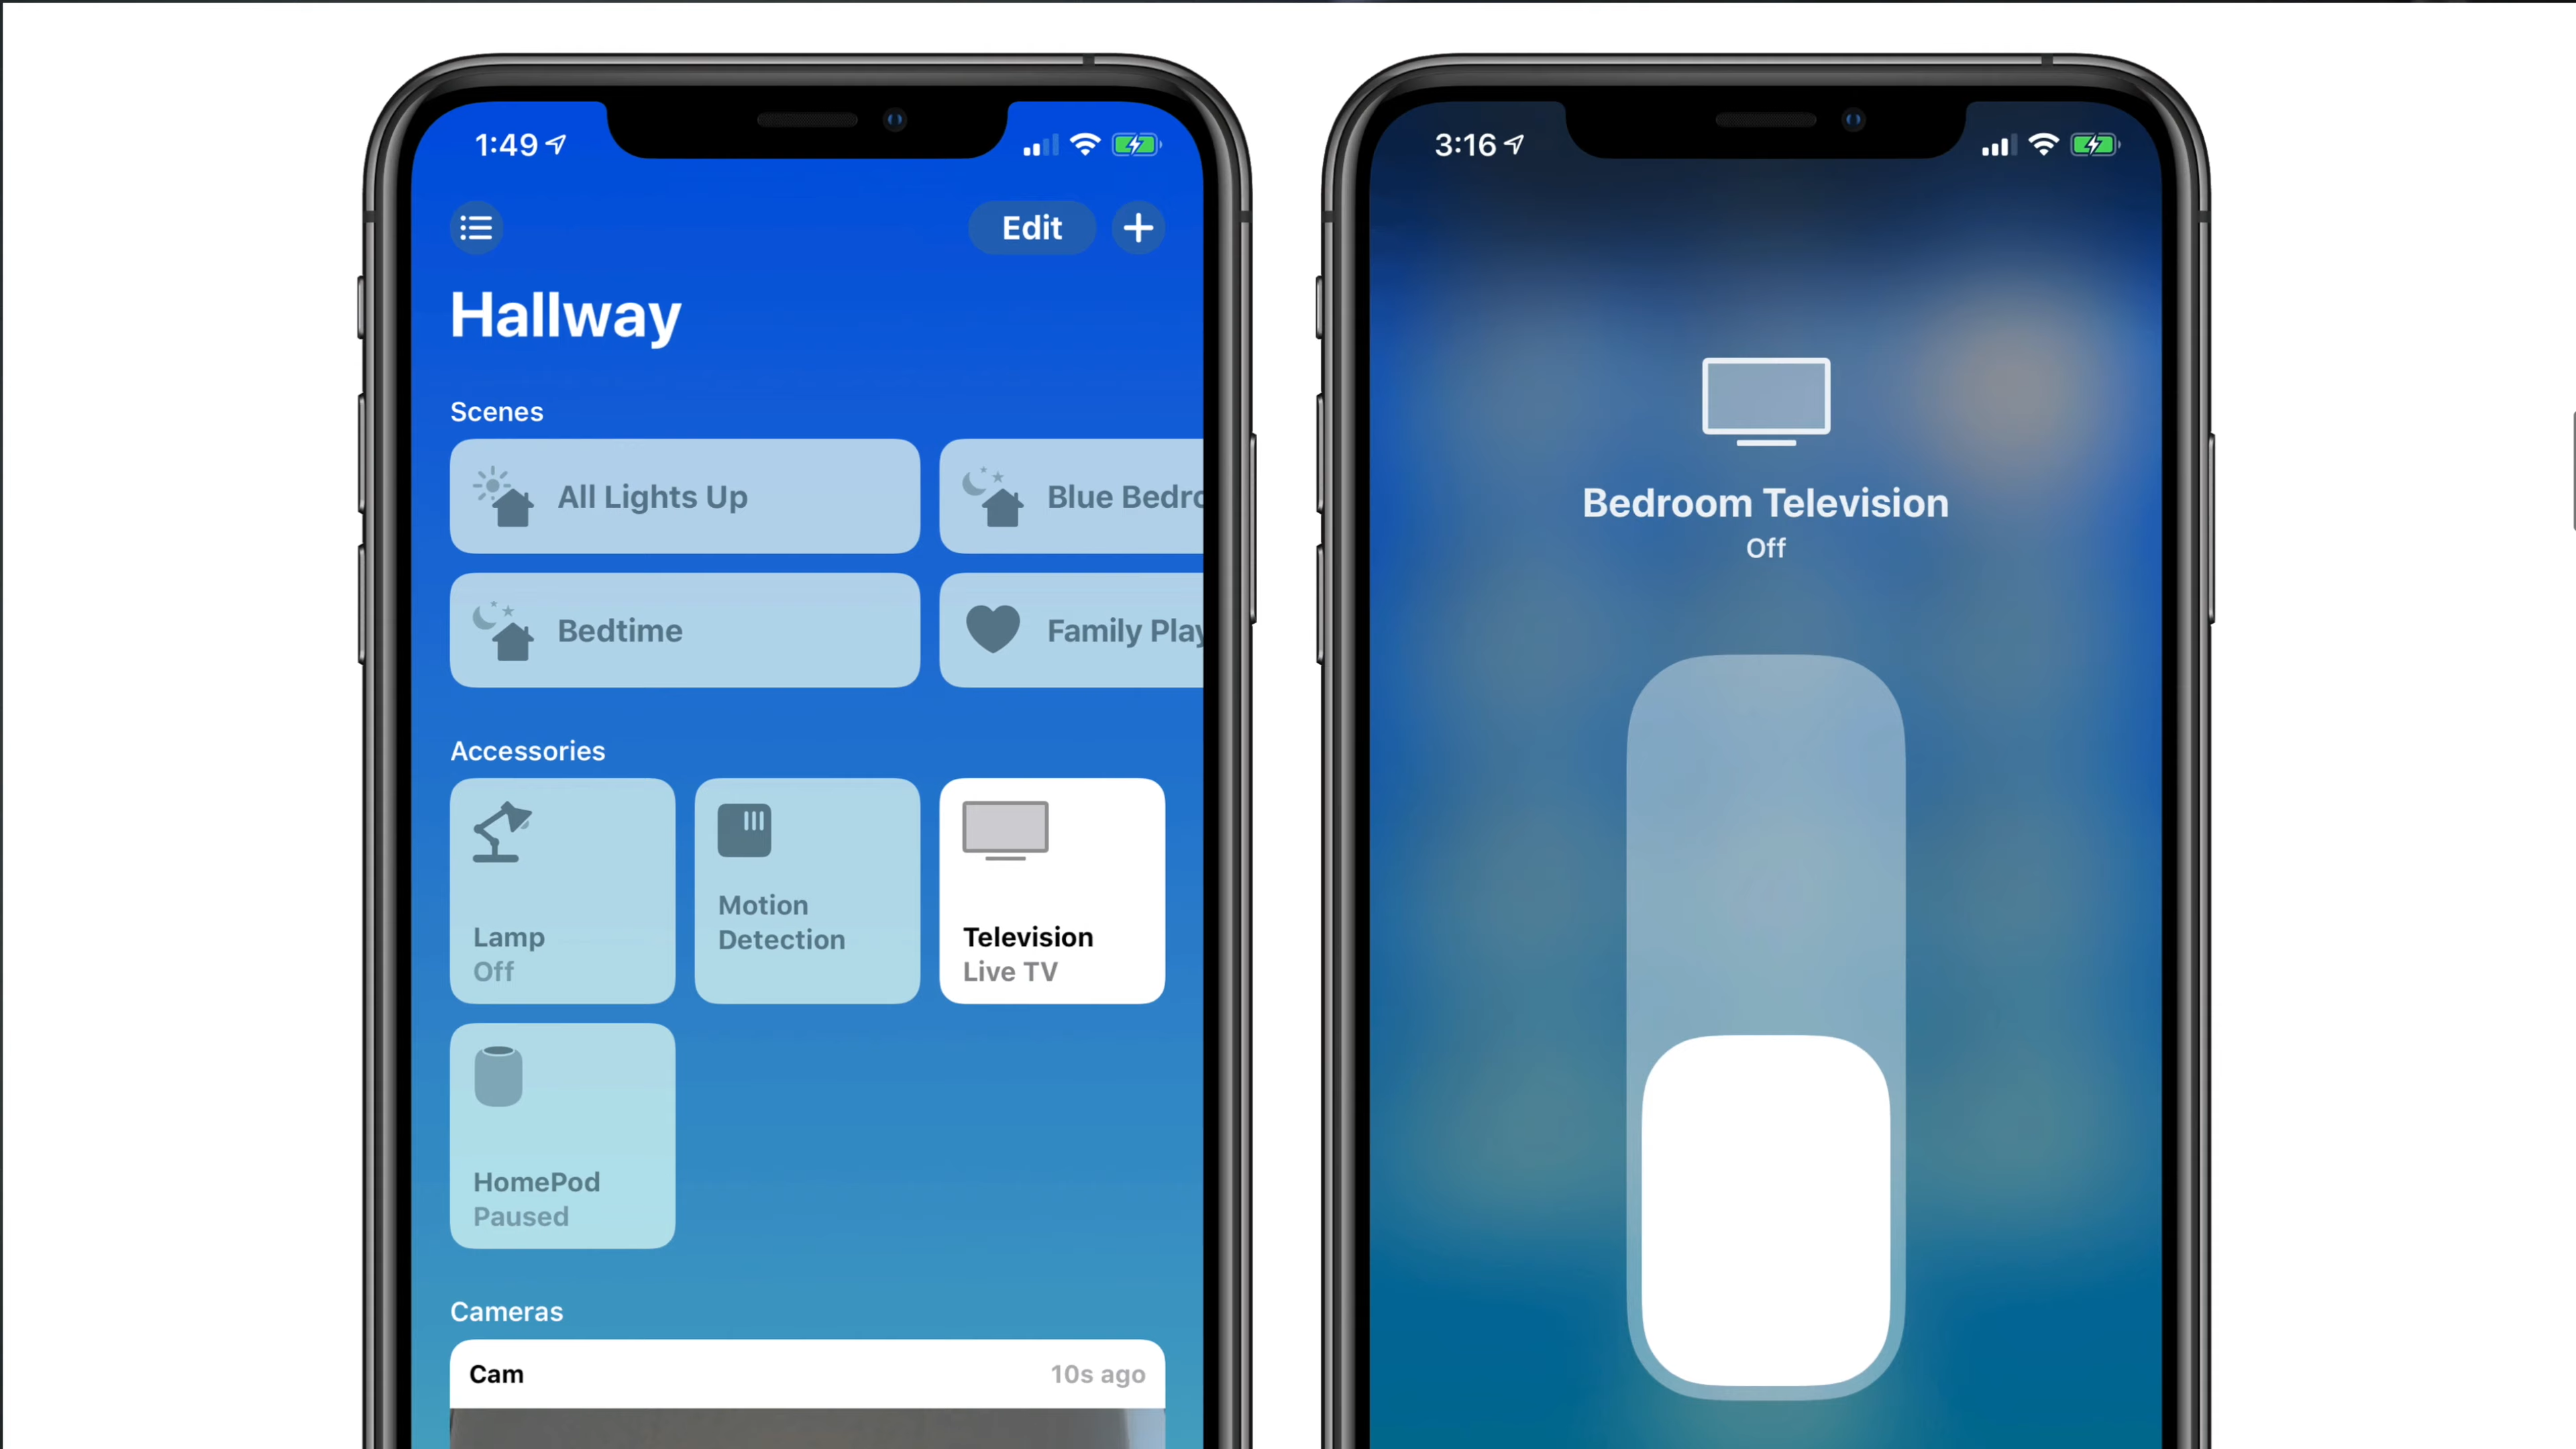 1:49
Edit
Hallway
Scenes
All Lights Up
Blue Bedro
Bedtime
Family Play
Accessories
Lamp
Off
Motion
Detection
Television
Live TV
HomePod
Paused
Cameras
Cam
10s ago
3:16
Bedroom Television
Off